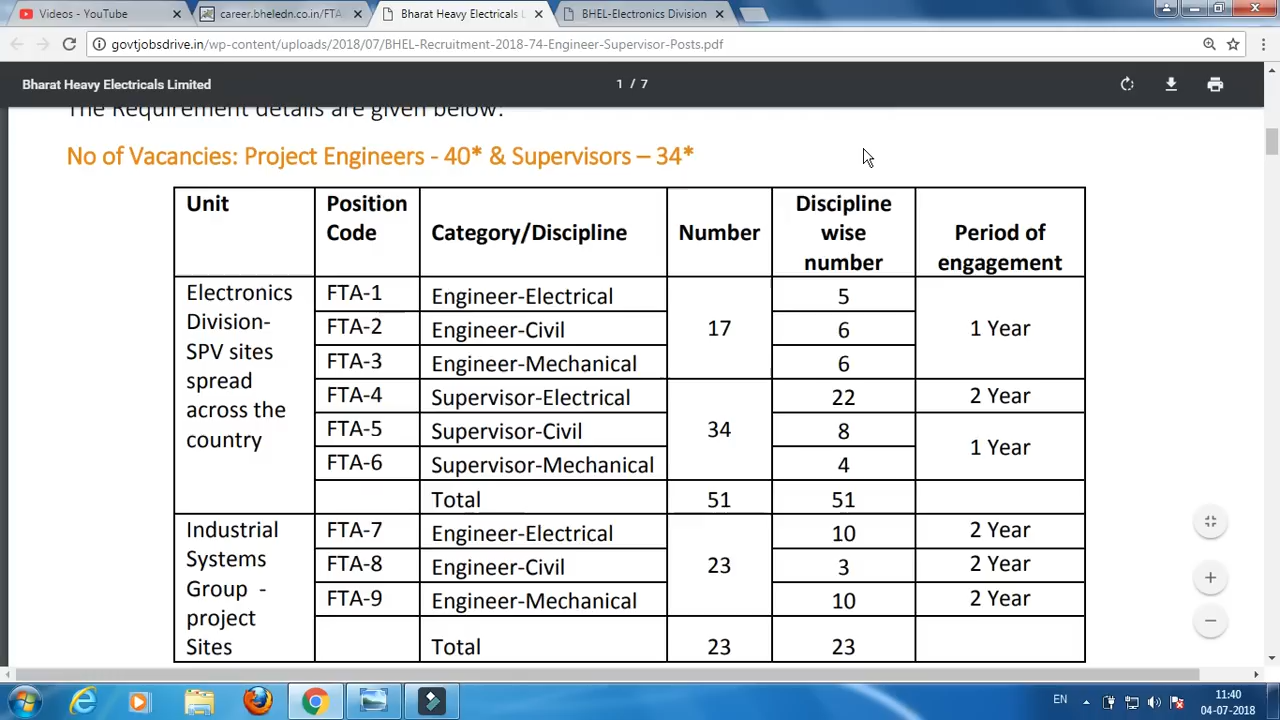 Videos - YouTube
career.bheledn.co.in/FTA
Bharat Heavy Electricals L
BHEL-Electronics Division
govtjobsdrive.in/wp-content/uploads/2018/07/BHEL-Recruitment-2018-74-Engineer-Supervisor-Posts.pdf
Bharat Heavy Electricals Limited
1 / 7
The Requirement details are given below:
No of Vacancies: Project Engineers - 40* & Supervisors – 34*
Unit
Position Code
Category/Discipline
Number
Discipline wise number
Period of engagement
Electronics Division- SPV sites spread across the country
FTA-1 Engineer-Electrical 17 5 1 Year
FTA-2 Engineer-Civil 6
FTA-3 Engineer-Mechanical 6
FTA-4 Supervisor-Electrical 34 22 2 Year
FTA-5 Supervisor-Civil 8 1 Year
FTA-6 Supervisor-Mechanical 4
Total 51 51
Industrial Systems Group - project Sites
FTA-7 Engineer-Electrical 23 10 2 Year
FTA-8 Engineer-Civil 3 2 Year
FTA-9 Engineer-Mechanical 10 2 Year
Total 23 23
EN
11:40
04-07-2018